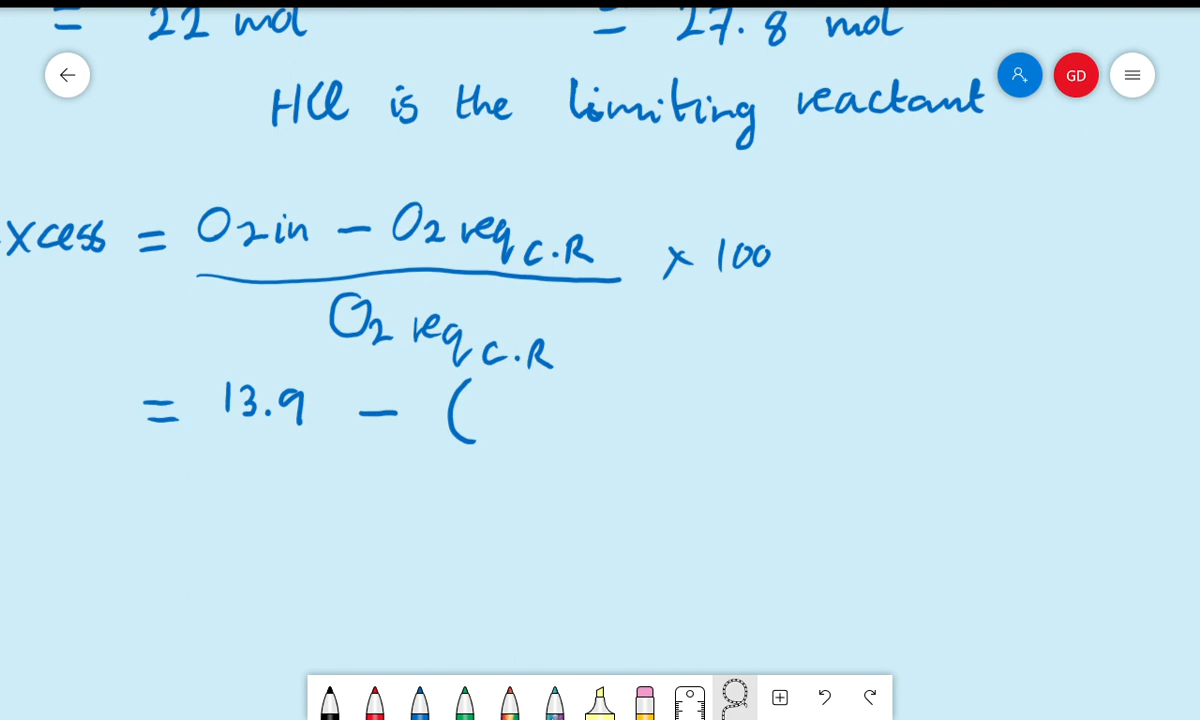 = 22 mol = 27.8 mol
HCl is the limiting reactant
xcess = O2 in - O2 req C.R / O2 req C.R × 100
= 13.9 - (
GD